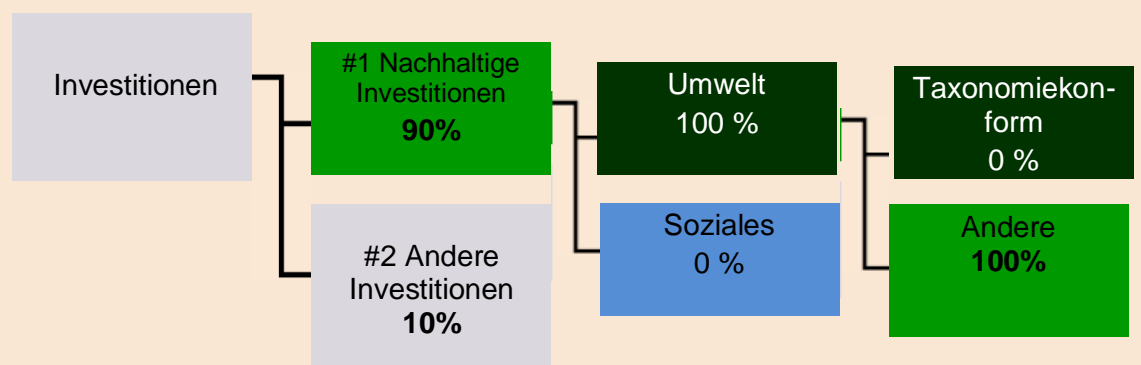 Investitionen
#1 Nachhaltige
Investitionen
90%
#2 Andere
Investitionen
10%
Umwelt
100 %
Soziales
0 %
Taxonomiekon-
form
0 %
Andere
100%